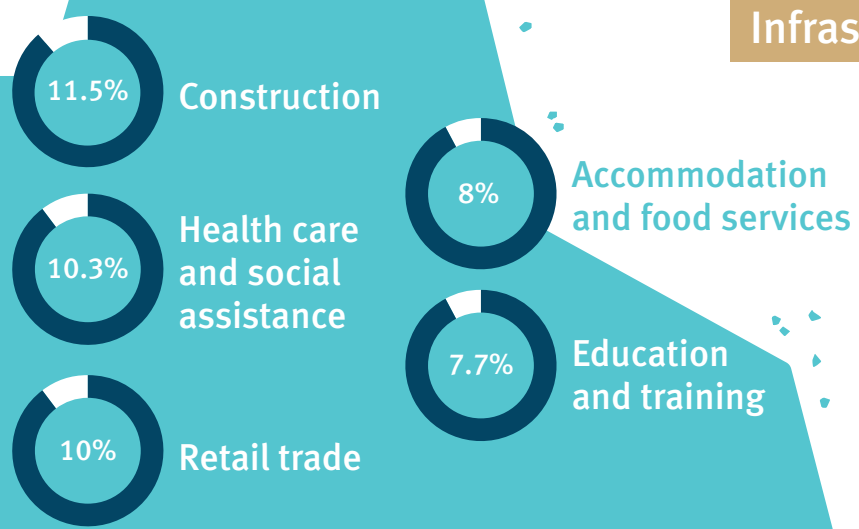 Infras
11.5%
Construction
10.3%
Health care
and social
assistance
10%
Retail trade
8%
Accommodation
and food services
7.7%
Education
and training